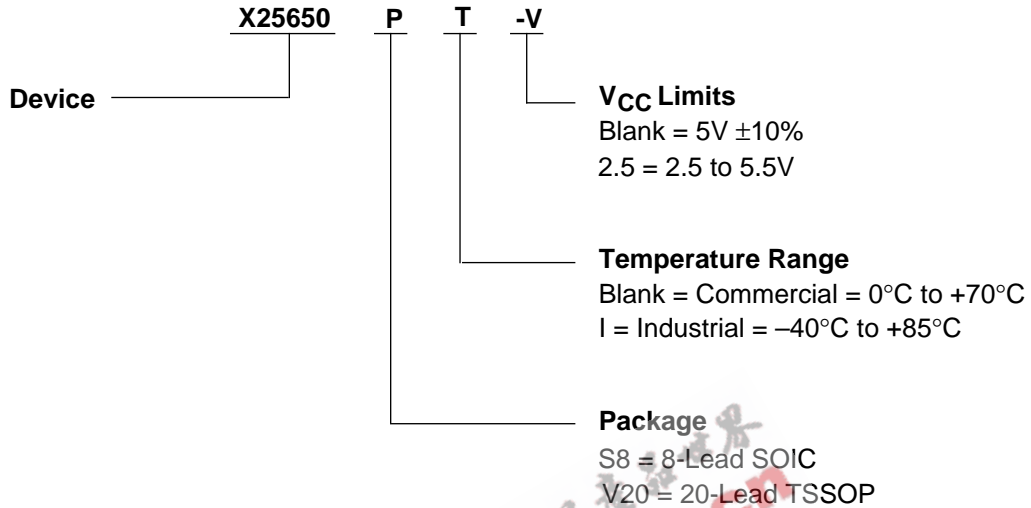 X25650 P T -V
Device
VCC Limits
Blank = 5V ±10%
2.5 = 2.5 to 5.5V
Temperature Range
Blank = Commercial = 0°C to +70°C
I = Industrial = –40°C to +85°C
Package
S8 = 8-Lead SOIC
V20 = 20-Lead TSSOP